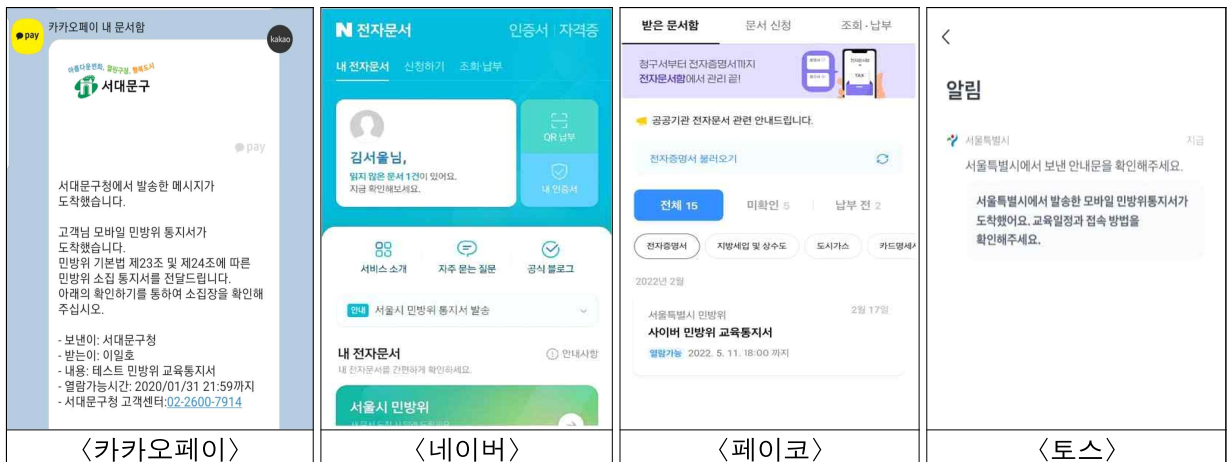 pay
카카오페이 내 문서함
kakao
아름다운변화, 열린구정, 행복도시
서대문구
pay
서대문구청에서 발송한 메시지가
도착했습니다.
고객님 모바일 민방위 통지서가
도착했습니다.
민방위 기본법 제23조 및 제24조에 따른
민방위 소집 통지서를 전달드립니다.
아래의 확인하기를 통하여 소집장을 확인해
주십시오.
- 보낸이: 서대문구청
- 받는이: 이일호
- 내용: 테스트 민방위 교육통지서
- 열람가능시간: 2020/01/31 21:59까지
- 서대문구청 고객센터:02-2600-7914
〈카카오페이〉
N 전자문서
인증서 | 자격증
내 전자문서 신청하기 조회·납부
김서울님,
읽지 않은 문서 1건이 있어요.
지금 확인해보세요.
QR 납부
내 인증서
서비스 소개 자주 묻는 질문 공식 블로그
안내 서울시 민방위 통지서 발송
내 전자문서
안내사항
내 전자문서를 간편하게 확인하세요.
서울시 민방위
〈네이버〉
받은 문서함 문서 신청 조회·납부
청구서부터 전자증명서까지
전자문서함에서 관리 끝!
TAX
공공기관 전자문서 관련 안내드립니다.
전자증명서 불러오기
전체 15 미확인 5 납부 전 2
전자증명서 지방세입 및 상수도 도시가스 카드명세
2022년 2월
서울특별시 민방위 2월 17일
사이버 민방위 교육통지서
열람가능 2022. 5. 11. 18:00 까지
〈페이코〉
알림
서울특별시 지금
서울특별시에서 보낸 안내문을 확인해주세요.
서울특별시에서 발송한 모바일 민방위통지서가
도착했어요. 교육일정과 접속 방법을
확인해주세요.
〈토스〉